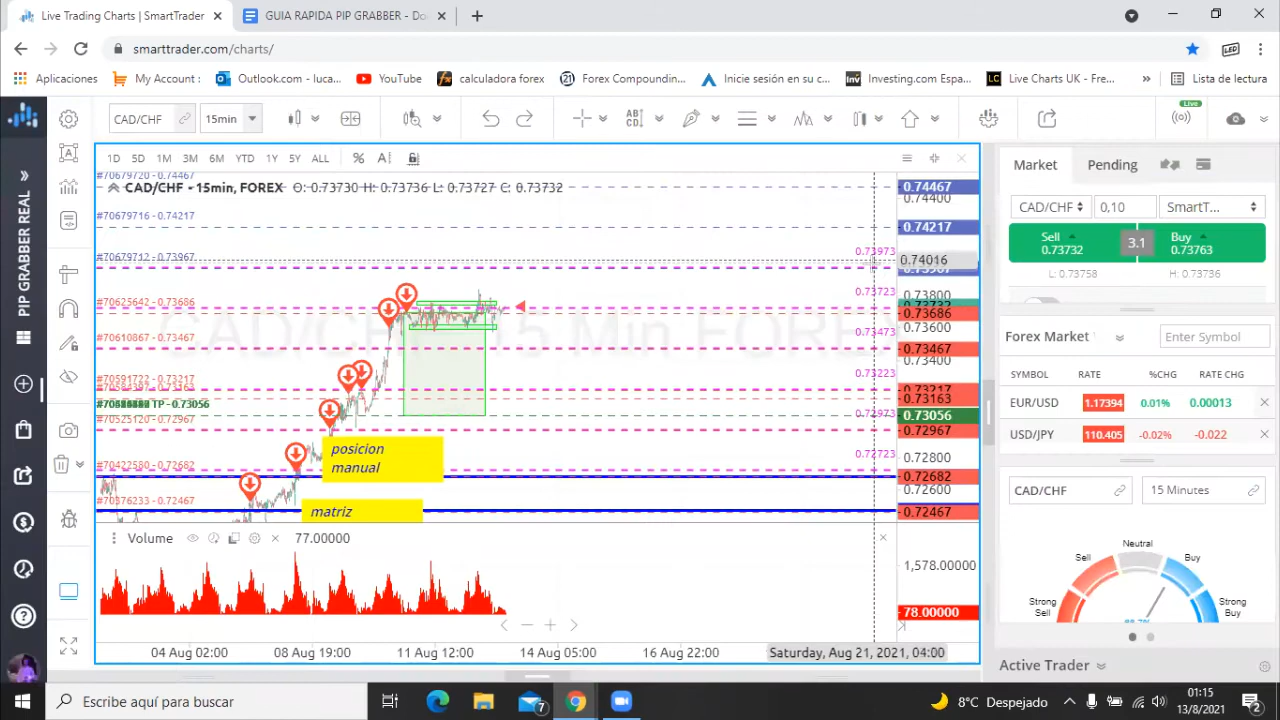 Live Trading Charts | SmartTrader
GUIA RAPIDA PIP GRABBER - Do
smarttrader.com/charts/
LED
Aplicaciones
My Account :
Outlook.com - luca...
YouTube
calculadora forex
Forex Compoundin...
Inicie sesión en su c...
Investing.com Espa...
Live Charts UK - Fre...
Lista de lectura
CAD/CHF
15min
Live
1D 5D 1M 3M 6M YTD 1Y 5Y ALL
CAD/CHF - 15min, FOREX O: 0.73730 H: 0.73736 L: 0.73727 C: 0.73732
#70679720 - 0.74467
#70679716 - 0.74217
#70679712 - 0.73967
#70625642 - 0.73686
#70610867 - 0.73467
#70591722 - 0.73217
TP - 0.73056
#70525120 - 0.72967
#70422580 - 0.72682
#70376233 - 0.72467
PIP GRABBER REAL
posicion
manual
matriz
0.73973
0.73723
0.73473
0.73223
0.72973
0.72723
0.74467
0.74400
0.74217
0.74016
0.73967
0.73800
0.73732
0.73686
0.73600
0.73467
0.73400
0.73217
0.73163
0.73056
0.72967
0.72800
0.72682
0.72600
0.72467
Volume
77.00000
1,578.00000
78.00000
04 Aug 02:00
08 Aug 19:00
11 Aug 12:00
14 Aug 05:00
16 Aug 22:00
Saturday, Aug 21, 2021, 04:00
Market
Pending
CAD/CHF
0,10
SmartT...
Sell
0.73732
3.1
Buy
0.73763
L: 0.73758
H: 0.73736
Forex Market
Enter Symbol
SYMBOL RATE %CHG RATE CHG
EUR/USD 1.17394 0.01% 0.00013
USD/JPY 110.405 -0.02% -0.022
CAD/CHF
15 Minutes
Neutral
Sell
Buy
Strong
Sell
Strong
Buy
Active Trader
Escribe aquí para buscar
7
8°C Despejado
01:15
13/8/2021
2